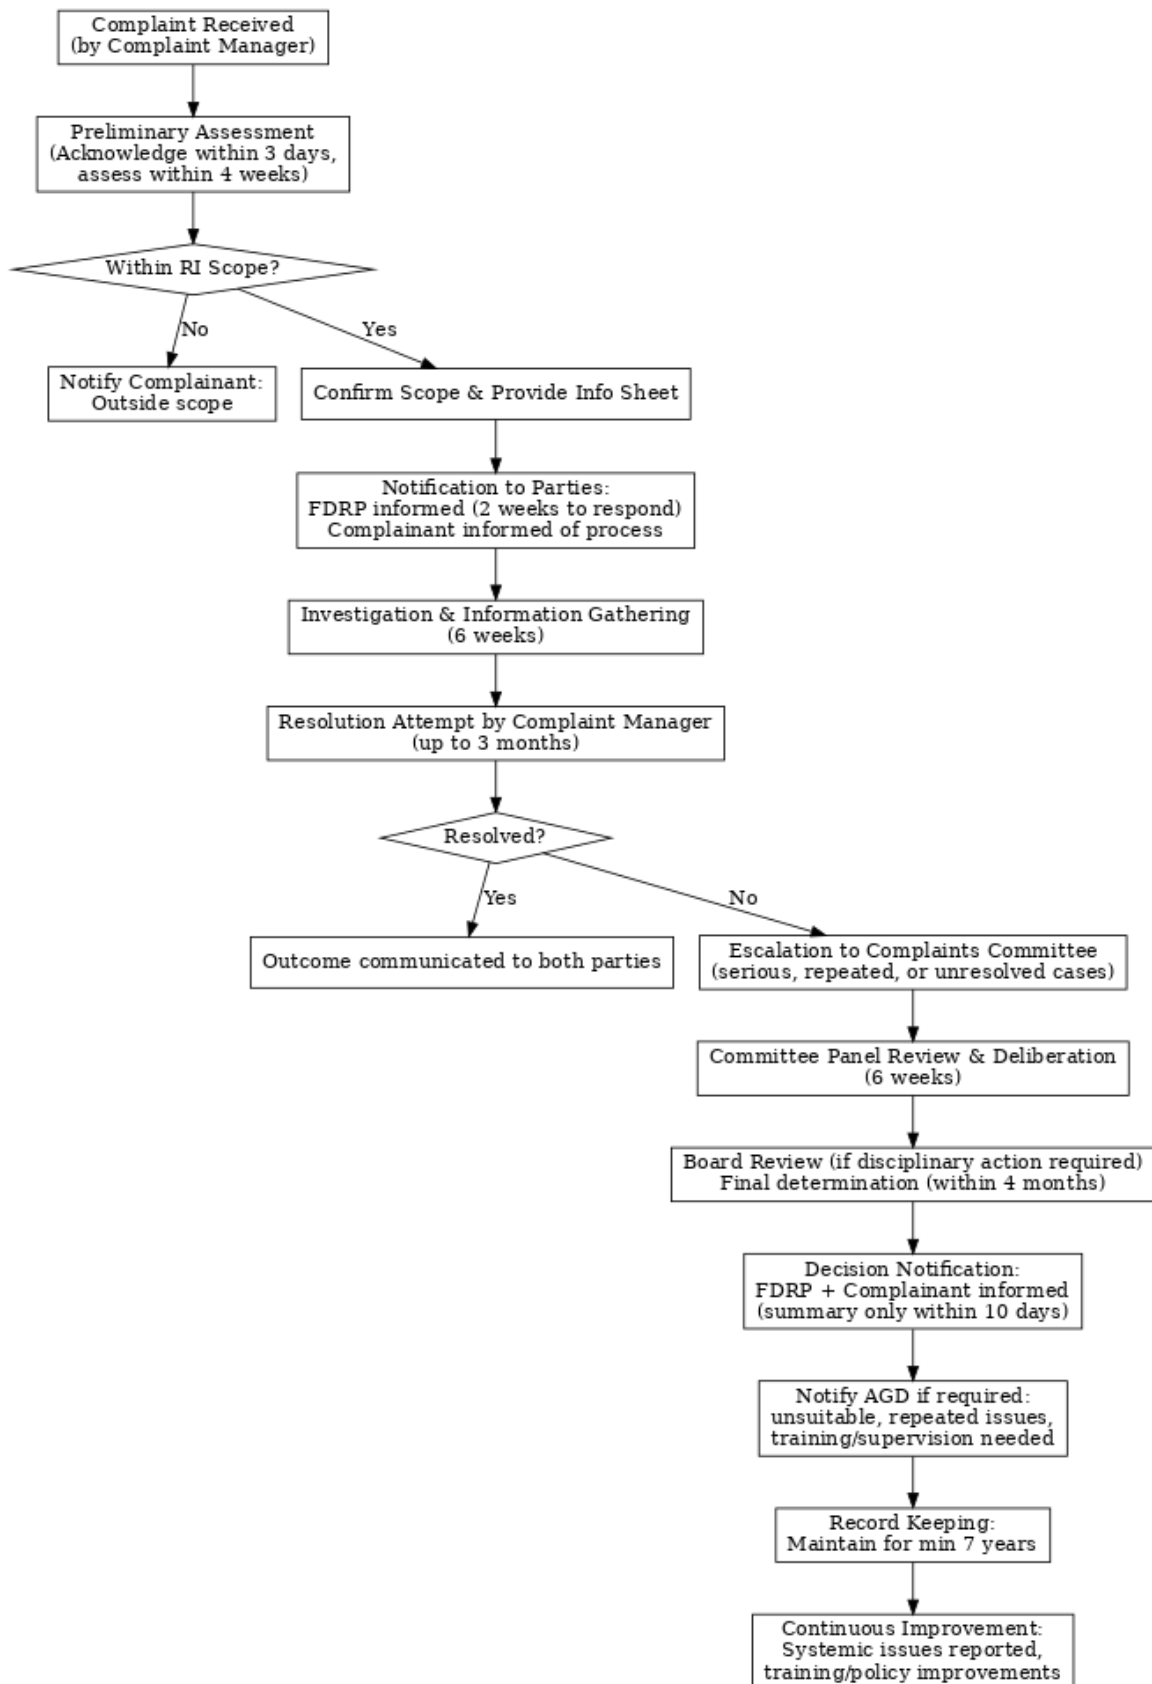 Complaint Received
(by Complaint Manager)
Preliminary Assessment
(Acknowledge within 3 days,
assess within 4 weeks)
Within RI Scope?
No
Yes
Notify Complainant:
Outside scope
Confirm Scope & Provide Info Sheet
Notification to Parties:
FDRP informed (2 weeks to respond)
Complainant informed of process
Investigation & Information Gathering
(6 weeks)
Resolution Attempt by Complaint Manager
(up to 3 months)
Resolved?
Yes
No
Outcome communicated to both parties
Escalation to Complaints Committee
(serious, repeated, or unresolved cases)
Committee Panel Review & Deliberation
(6 weeks)
Board Review (if disciplinary action required)
Final determination (within 4 months)
Decision Notification:
FDRP + Complainant informed
(summary only within 10 days)
Notify AGD if required:
unsuitable, repeated issues,
training/supervision needed
Record Keeping:
Maintain for min 7 years
Continuous Improvement:
Systemic issues reported,
training/policy improvements